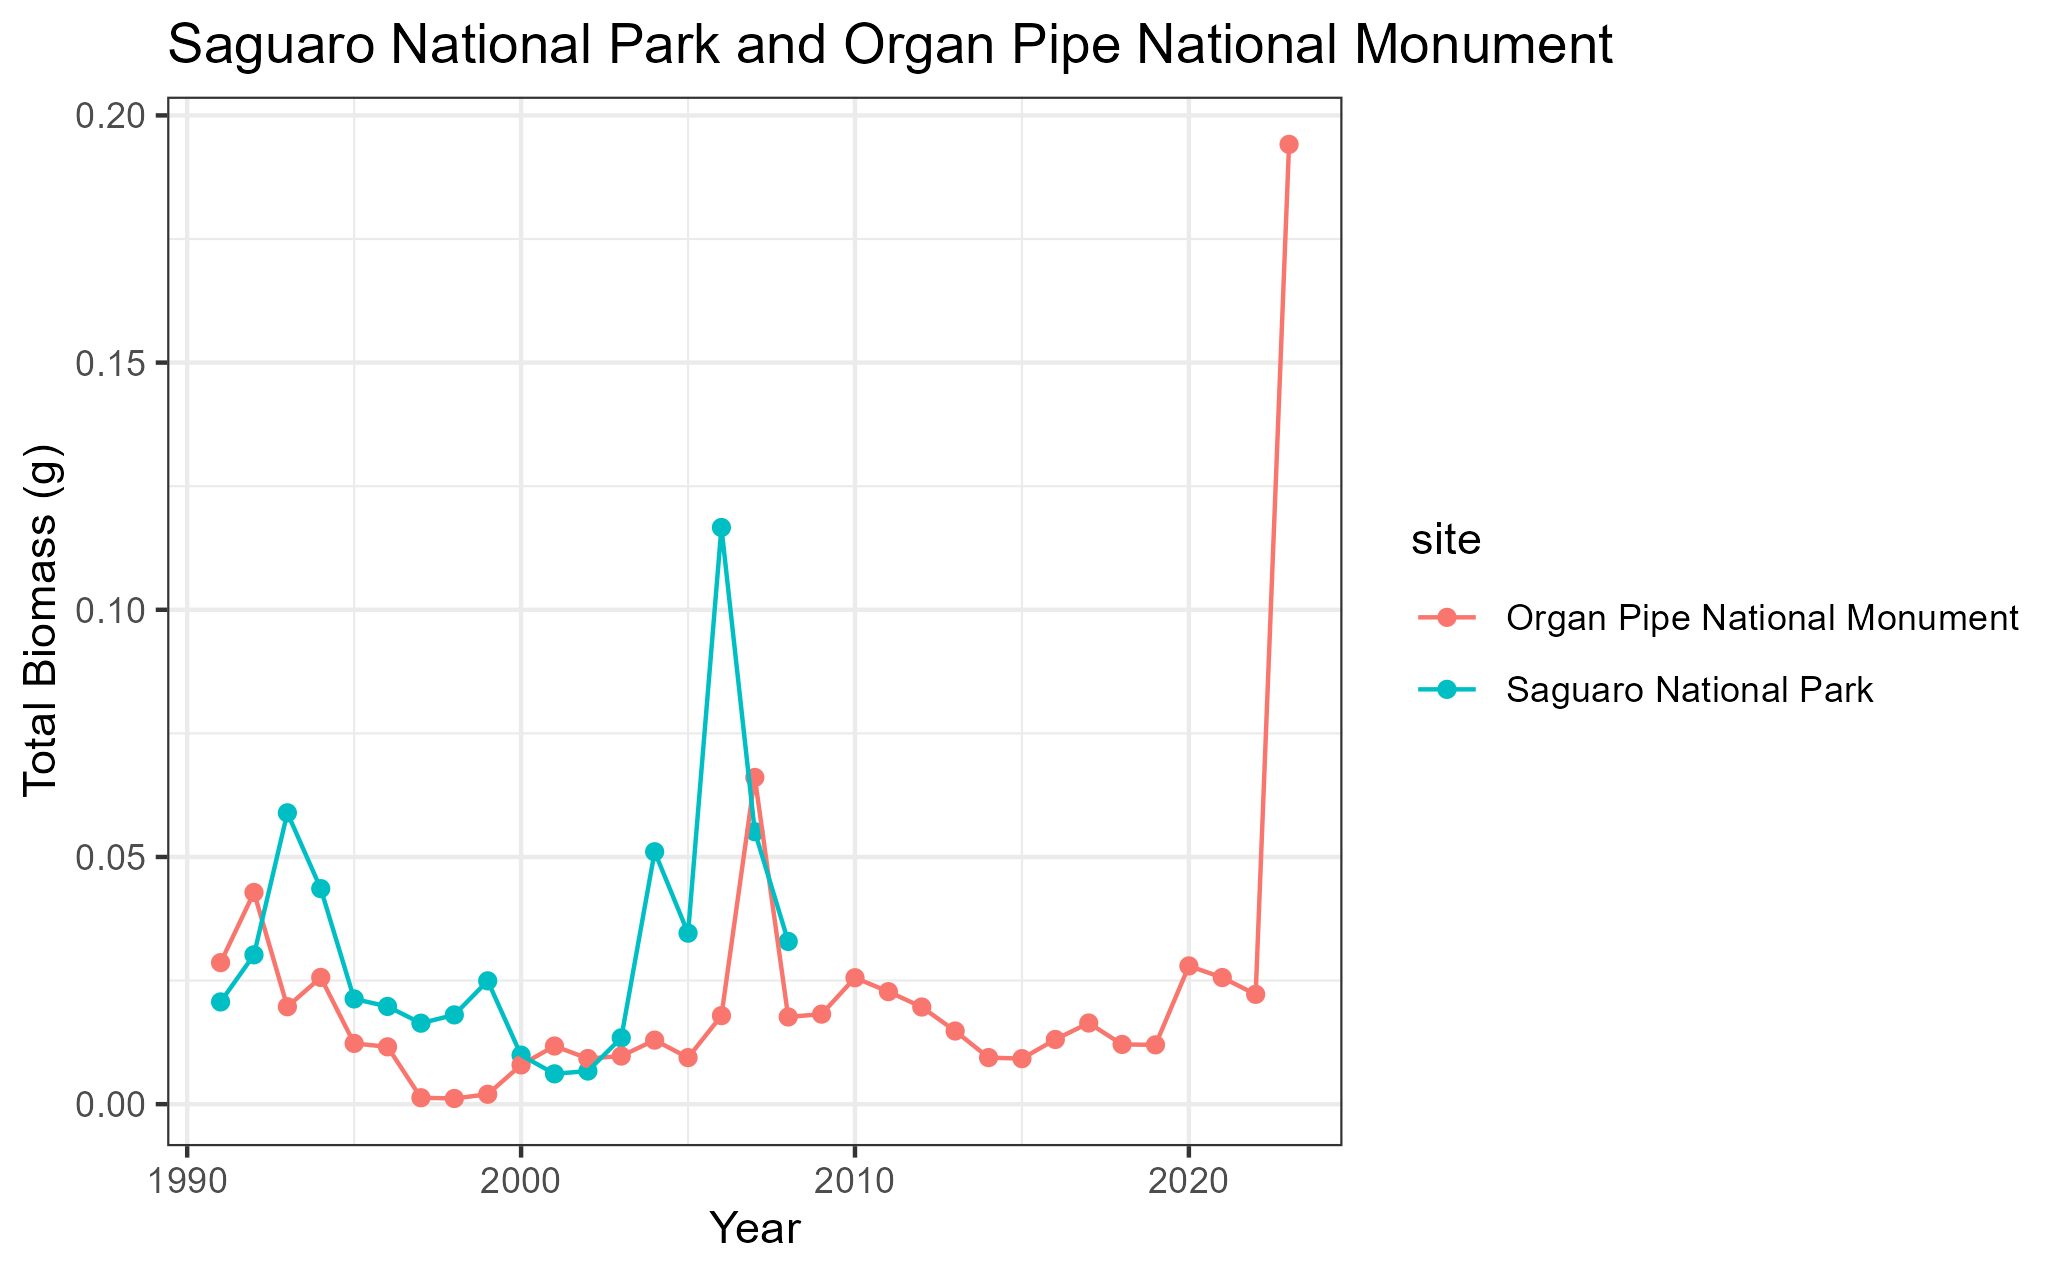 Saguaro National Park and Organ Pipe National Monument
0.20
0.15
0.10
0.05
0.00
Total Biomass (g)
1990
2000
2010
2020
Year
site
Organ Pipe National Monument
Saguaro National Park